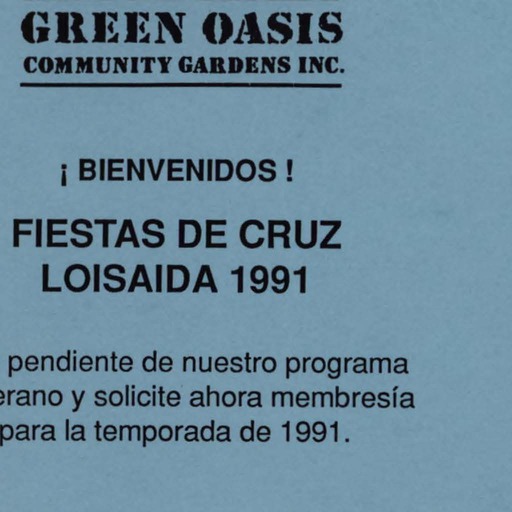 GREEN OASIS
COMMUNITY GARDENS INC.
¡ BIENVENIDOS !
FIESTAS DE CRUZ
LOISAIDA 1991
pendiente de nuestro programa
erano y solicite ahora membresía
para la temporada de 1991.